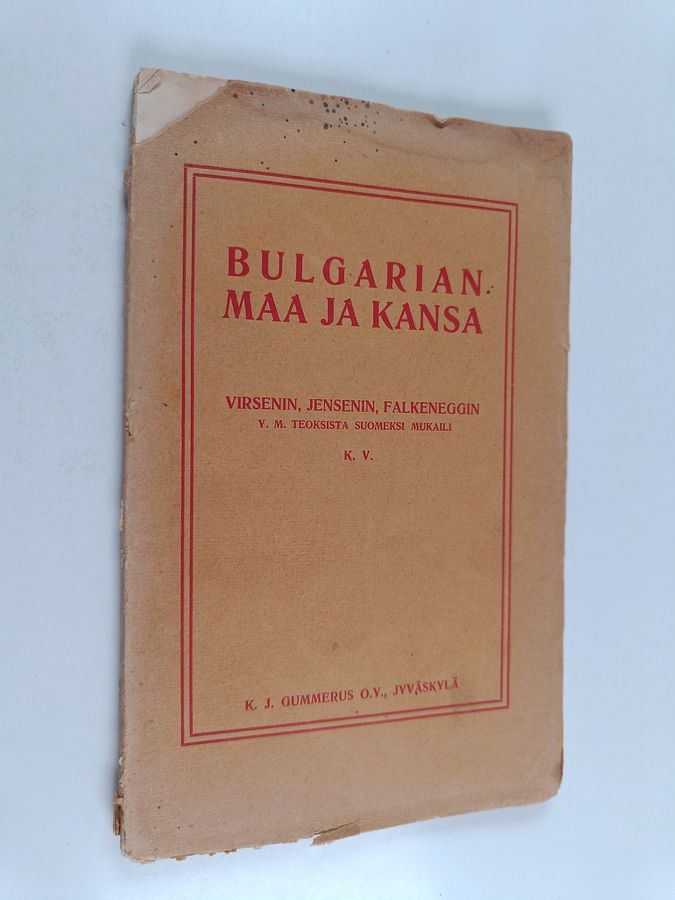 BULGARIAN
MAA JA KANSA
VIRSENIN, JENSENIN, FALKENEGGIN
Y. M. TEOKSISTA SUOMEKSI MUKAILI
K. V.
K. J. GUMMERUS O.Y., JYVÄSKYLÄ